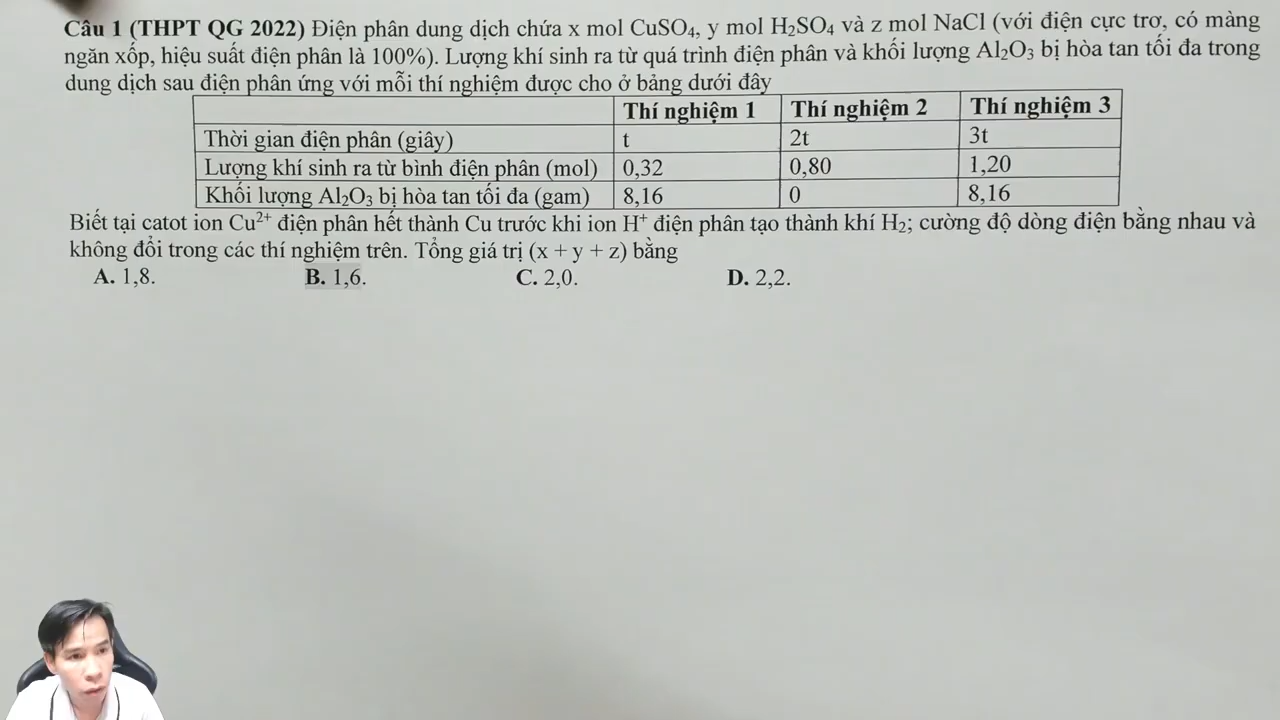 Câu 1 (THPT QG 2022) Điện phân dung dịch chứa x mol CuSO₄, y mol H₂SO₄ và z mol NaCl (với điện cực trơ, có màng
ngăn xốp, hiệu suất điện phân là 100%). Lượng khí sinh ra từ quá trình điện phân và khối lượng Al₂O₃ bị hòa tan tối đa trong
dung dịch sau điện phân ứng với mỗi thí nghiệm được cho ở bảng dưới đây
Thí nghiệm 1 Thí nghiệm 2 Thí nghiệm 3
Thời gian điện phân (giây) t 2t 3t
Lượng khí sinh ra từ bình điện phân (mol) 0,32 0,80 1,20
Khối lượng Al₂O₃ bị hòa tan tối đa (gam) 8,16 0 8,16
Biết tại catot ion Cu²⁺ điện phân hết thành Cu trước khi ion H⁺ điện phân tạo thành khí H₂; cường độ dòng điện bằng nhau và
không đổi trong các thí nghiệm trên. Tổng giá trị (x + y + z) bằng
A. 1,8. B. 1,6. C. 2,0. D. 2,2.